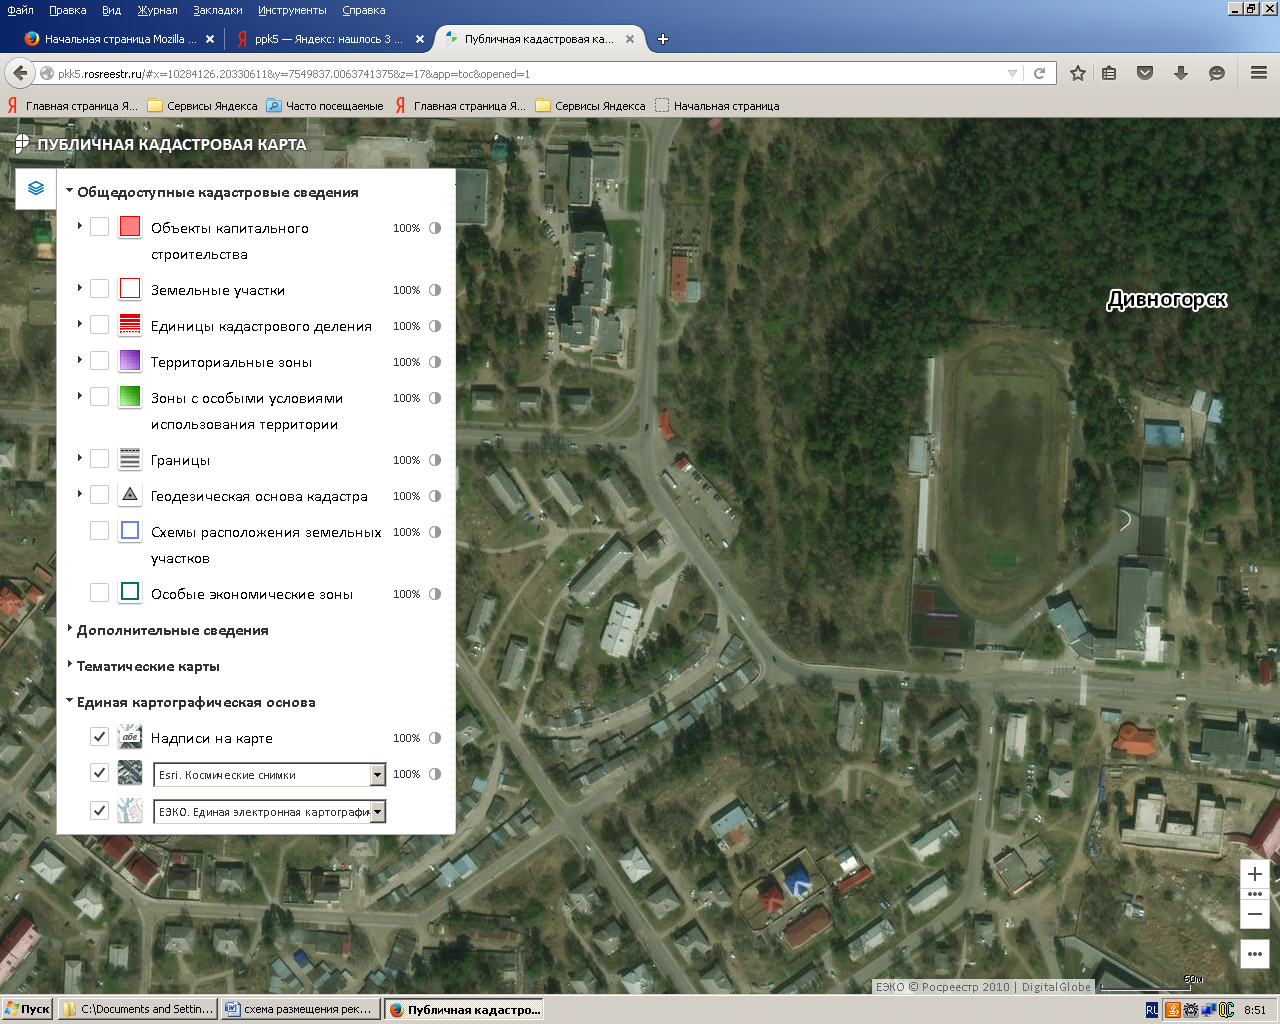 Файл Правка Вид Журнал Закладки Инструменты Справка
Начальная страница Mozilla ...
Я ppk5 — Яндекс: нашлось 3 ...
Публичная кадастровая ка...
pkk5.rosreestr.ru/#x=10284126.20330611&y=7549837.0063741375&z=17&app=toc&opened=1
Я Главная страница Я... Сервисы Яндекса Часто посещаемые Я Главная страница Я... Сервисы Яндекса Начальная страница
ПУБЛИЧНАЯ КАДАСТРОВАЯ КАРТА
Общедоступные кадастровые сведения
Объекты капитального 100%
строительства
Земельные участки 100%
Единицы кадастрового деления 100%
Территориальные зоны 100%
Зоны с особыми условиями 100%
использования территории
Границы 100%
Геодезическая основа кадастра 100%
Схемы расположения земельных 100%
участков
Особые экономические зоны 100%
Дополнительные сведения
Тематические карты
Единая картографическая основа
абв Надписи на карте 100%
Esri. Космические снимки 100%
ЕЭКО. Единая электронная картографи
Дивногорск
60м
ЕЭКО © Росреестр 2010 | DigitalGlobe
Пуск C:\Documents and Settin... схема размещения рек... Публичная кадастро... RL 8:51